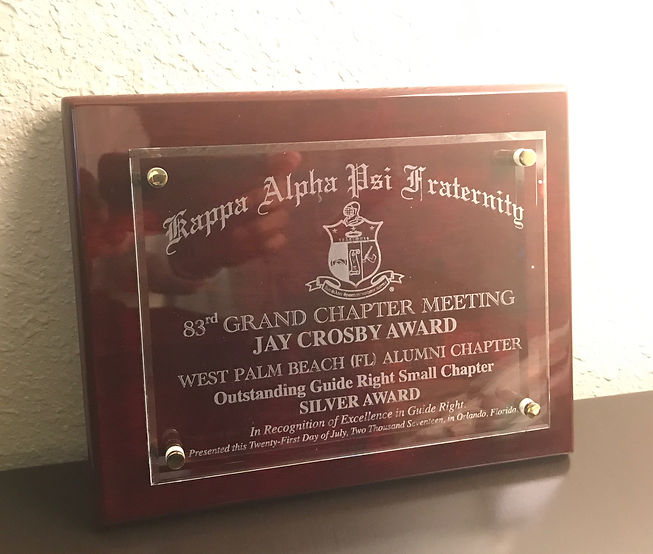 Kappa Alpha Psi Fraternity
®
83rd GRAND CHAPTER MEETING
JAY CROSBY AWARD
WEST PALM BEACH (FL) ALUMNI CHAPTER
Outstanding Guide Right Small Chapter
SILVER AWARD
In Recognition of Excellence in Guide Right.
Presented this Twenty-First Day of July, Two Thousand Seventeen, in Orlando, Florida.